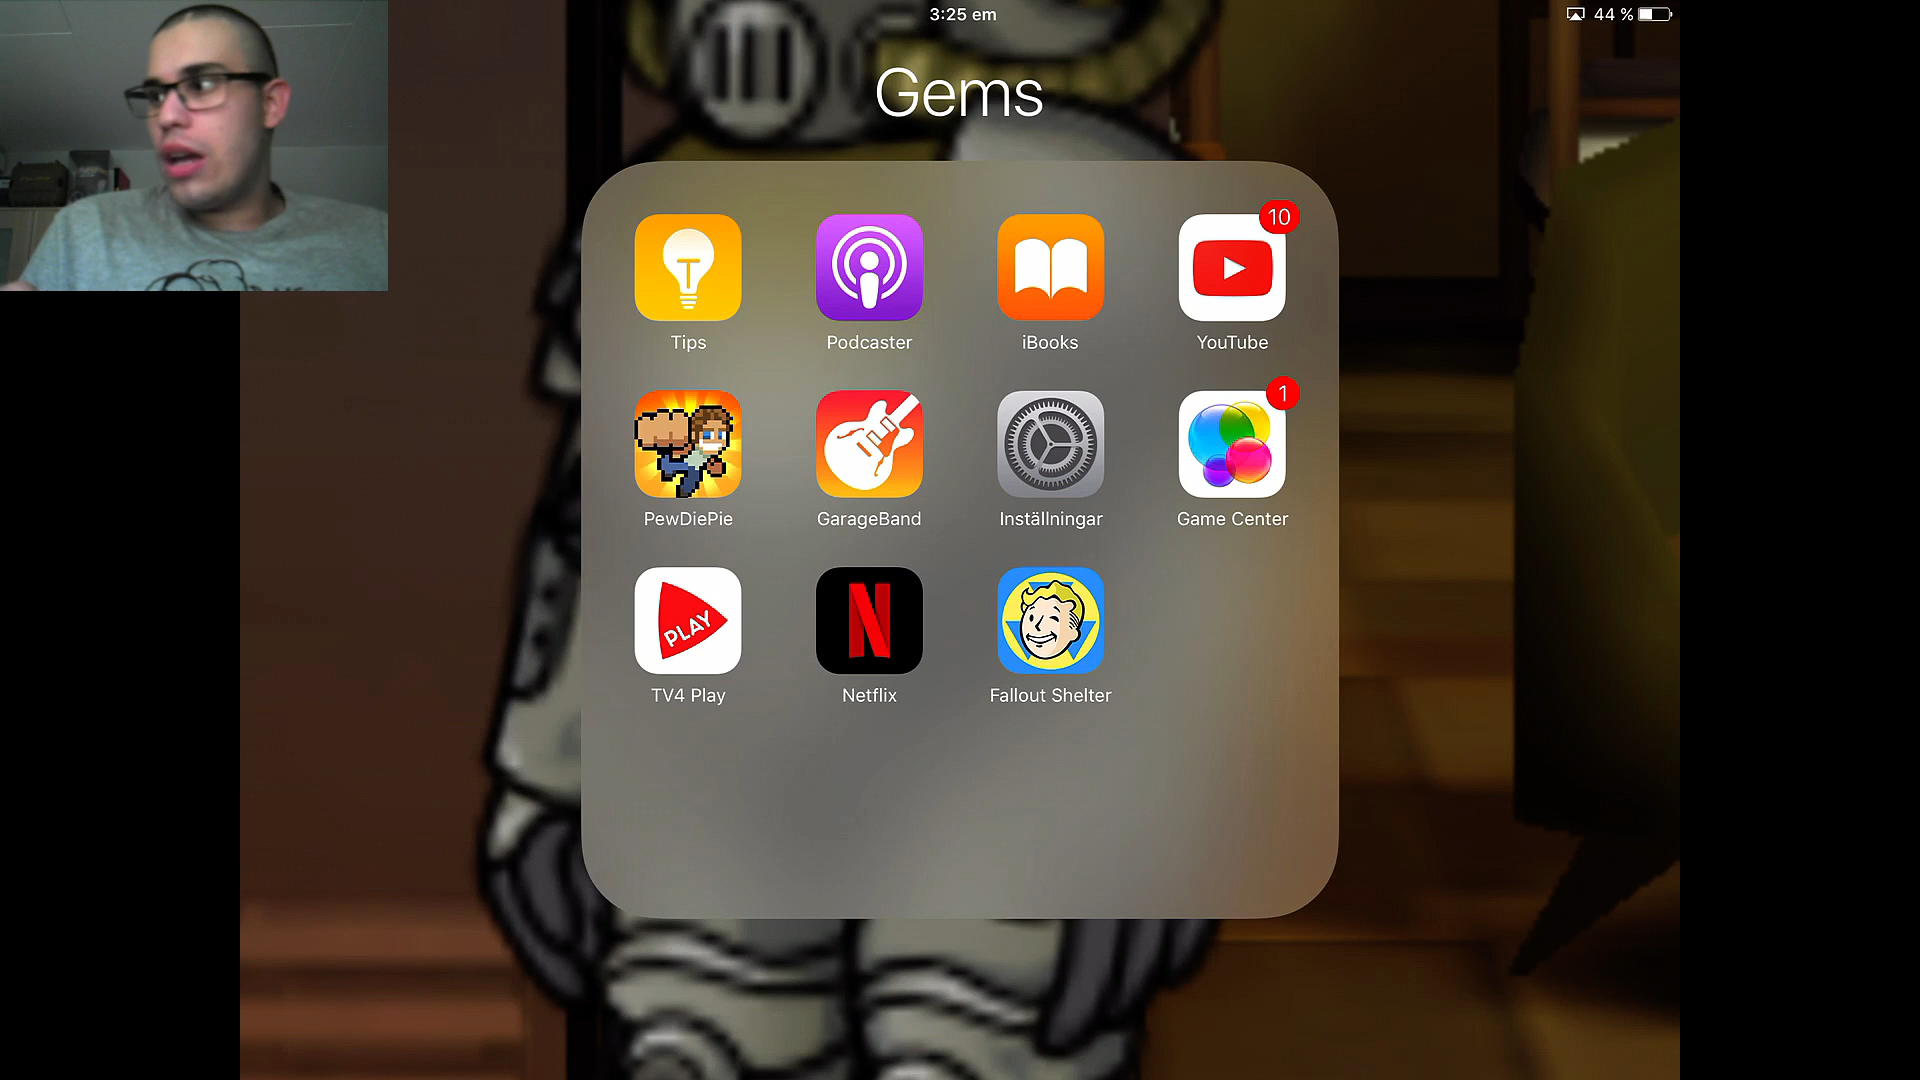 3:25 em
44 %
Gems
10
Tips
Podcaster
iBooks
YouTube
1
PewDiePie
GarageBand
Inställningar
Game Center
PLAY
N
TV4 Play
Netflix
Fallout Shelter